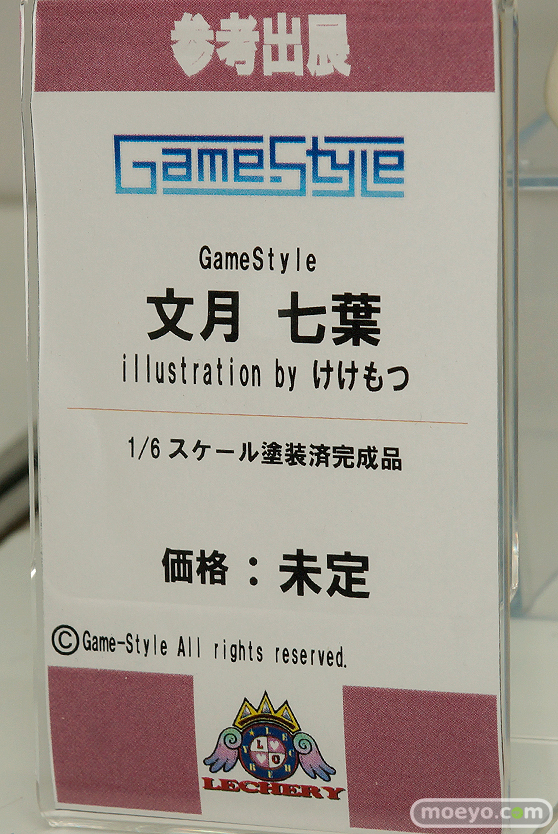 参考出展
GameStyle
GameStyle
文月 七葉
illustration by けけもつ
1/6 スケール塗装済完成品
価格：未定
©Game-Style All rights reserved.
LECHERY
moeyo.com